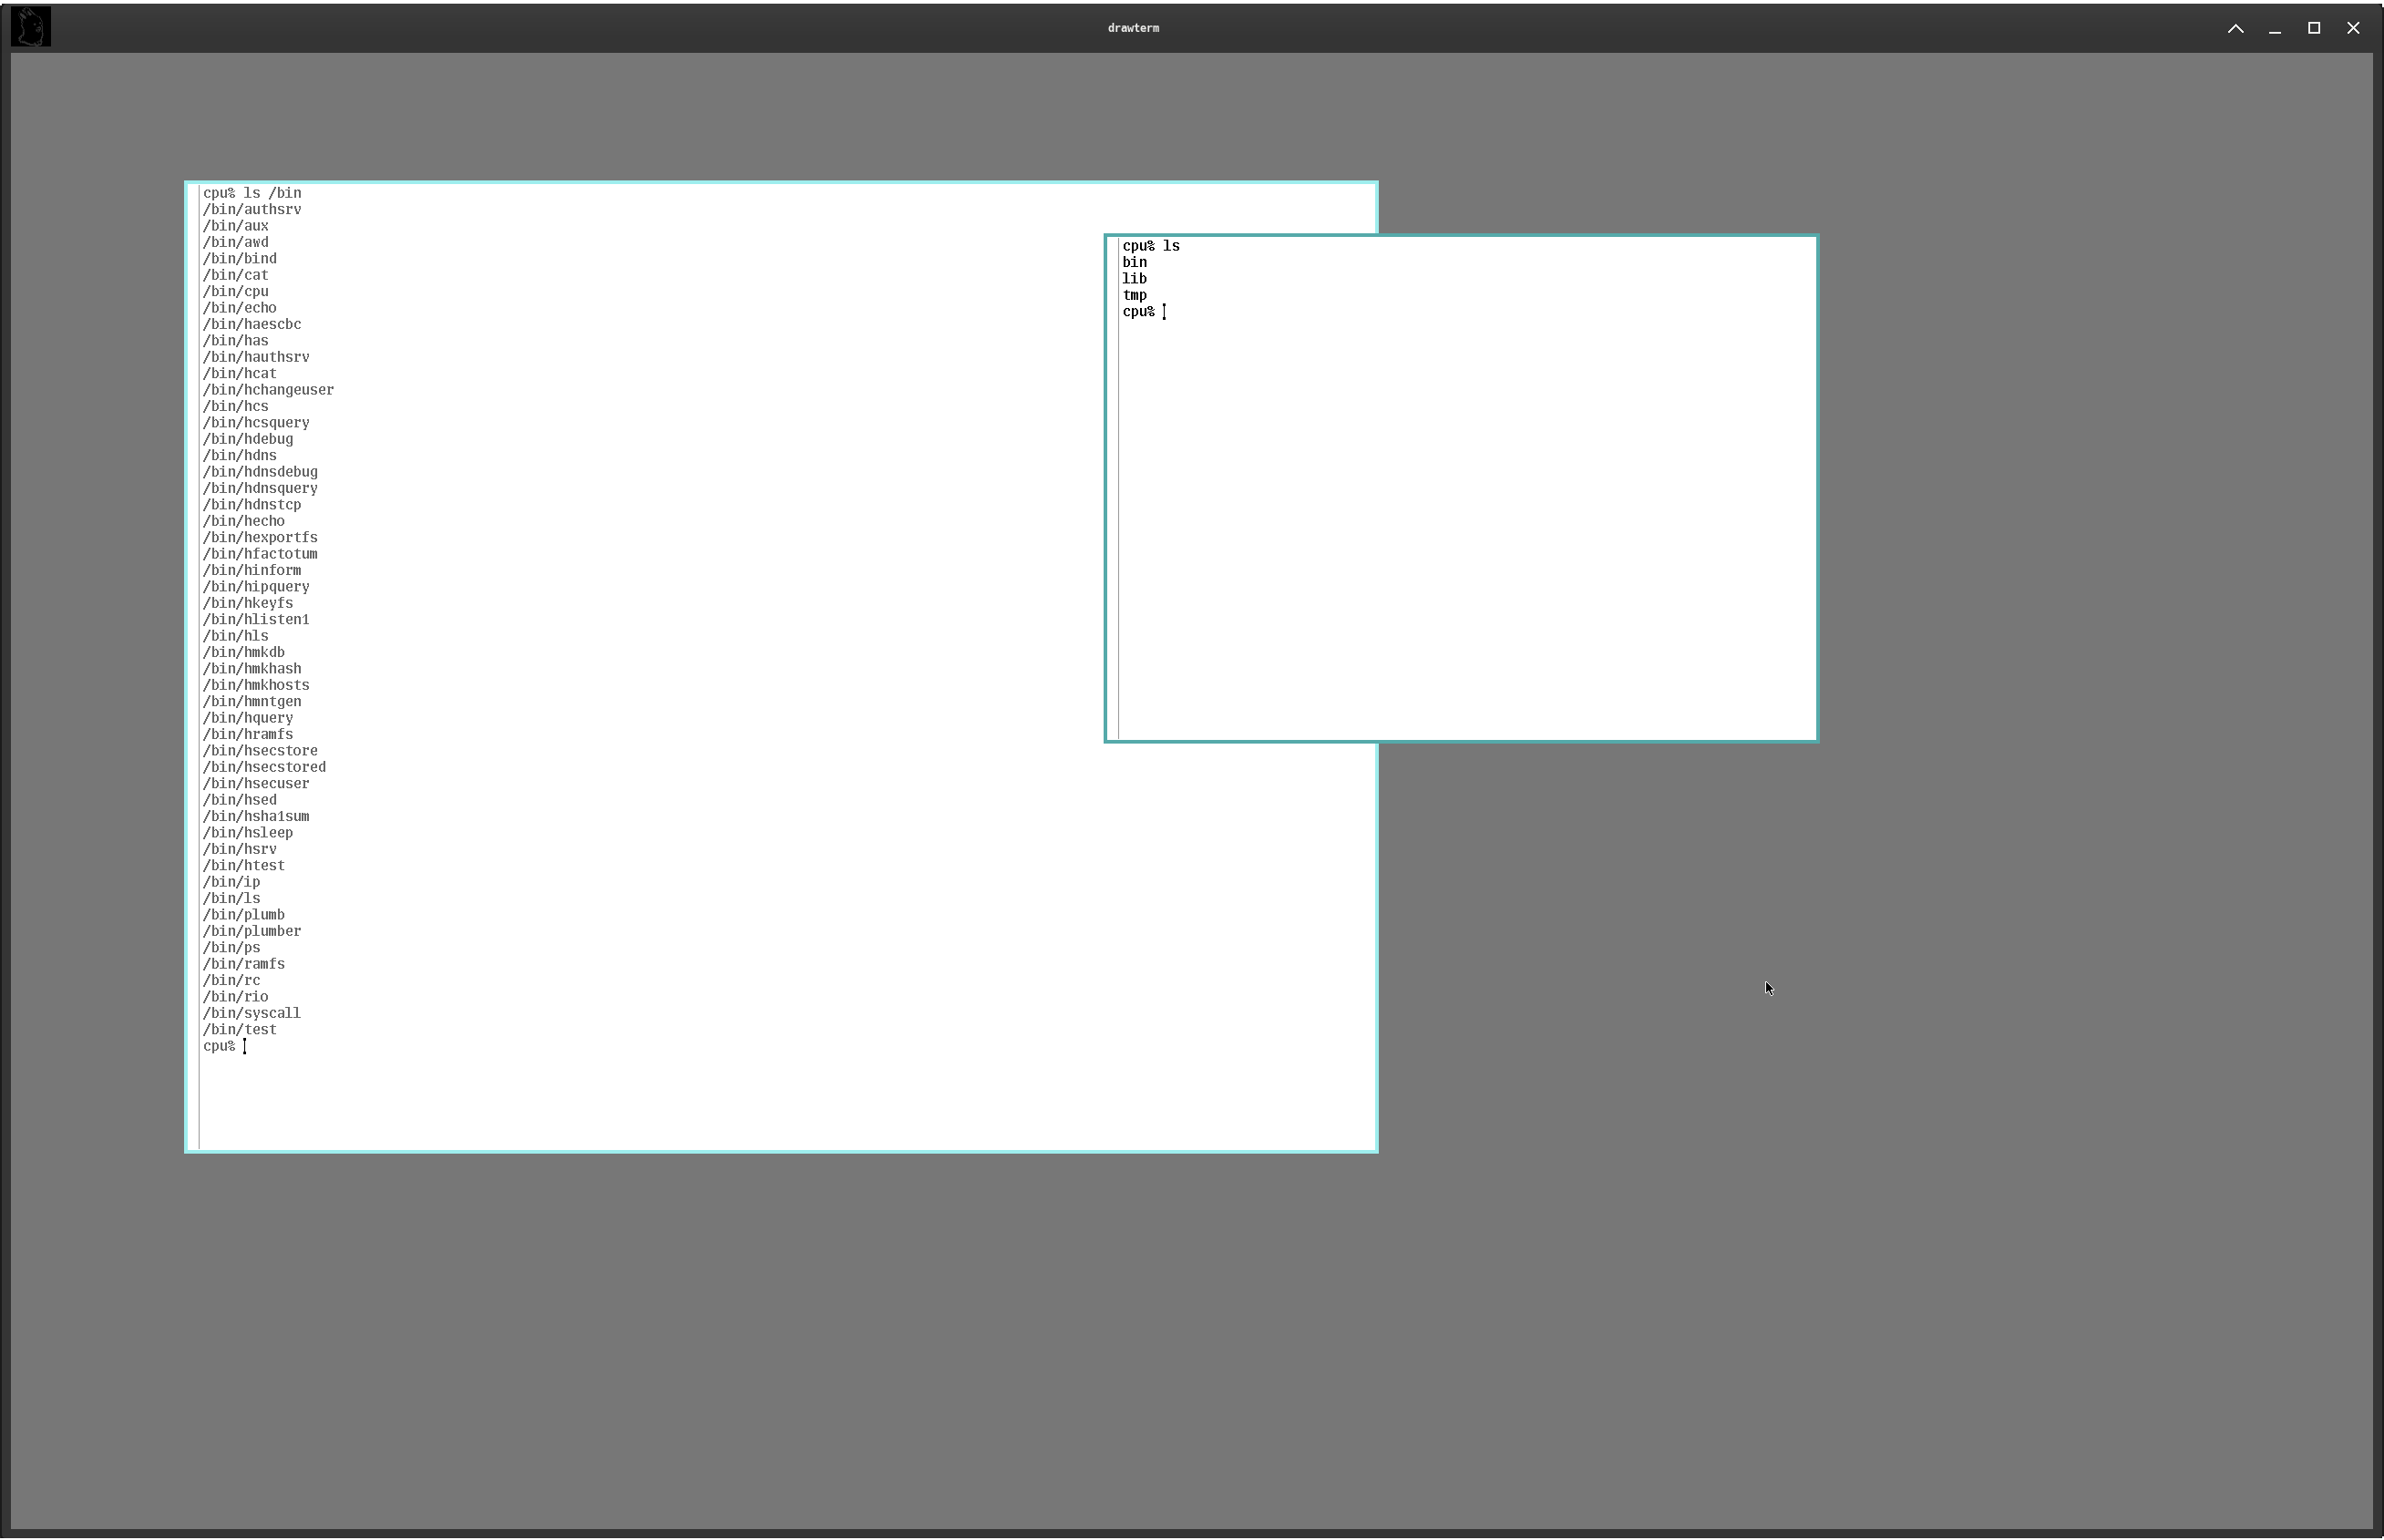 drawterm
cpu% ls /bin
/bin/authsrv
/bin/aux
/bin/awd
/bin/bind
/bin/cat
/bin/cpu
/bin/echo
/bin/haescbc
/bin/has
/bin/hauthsrv
/bin/hcat
/bin/hchangeuser
/bin/hcs
/bin/hcsquery
/bin/hdebug
/bin/hdns
/bin/hdnsdebug
/bin/hdnsquery
/bin/hdnstcp
/bin/hecho
/bin/hexportfs
/bin/hfactotum
/bin/hinform
/bin/hipquery
/bin/hkeyfs
/bin/hlisten1
/bin/hls
/bin/hmkdb
/bin/hmkhash
/bin/hmkhosts
/bin/hmntgen
/bin/hquery
/bin/hramfs
/bin/hsecstore
/bin/hsecstored
/bin/hsecuser
/bin/hsed
/bin/hsha1sum
/bin/hsleep
/bin/hsrv
/bin/htest
/bin/ip
/bin/ls
/bin/plumb
/bin/plumber
/bin/ps
/bin/ramfs
/bin/rc
/bin/rio
/bin/syscall
/bin/test
cpu%
cpu% ls
bin
lib
tmp
cpu%